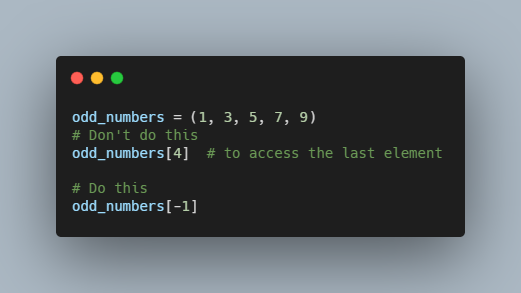 odd_numbers = (1, 3, 5, 7, 9)
# Don't do this
odd_numbers[4]  # to access the last element
# Do this
odd_numbers[-1]